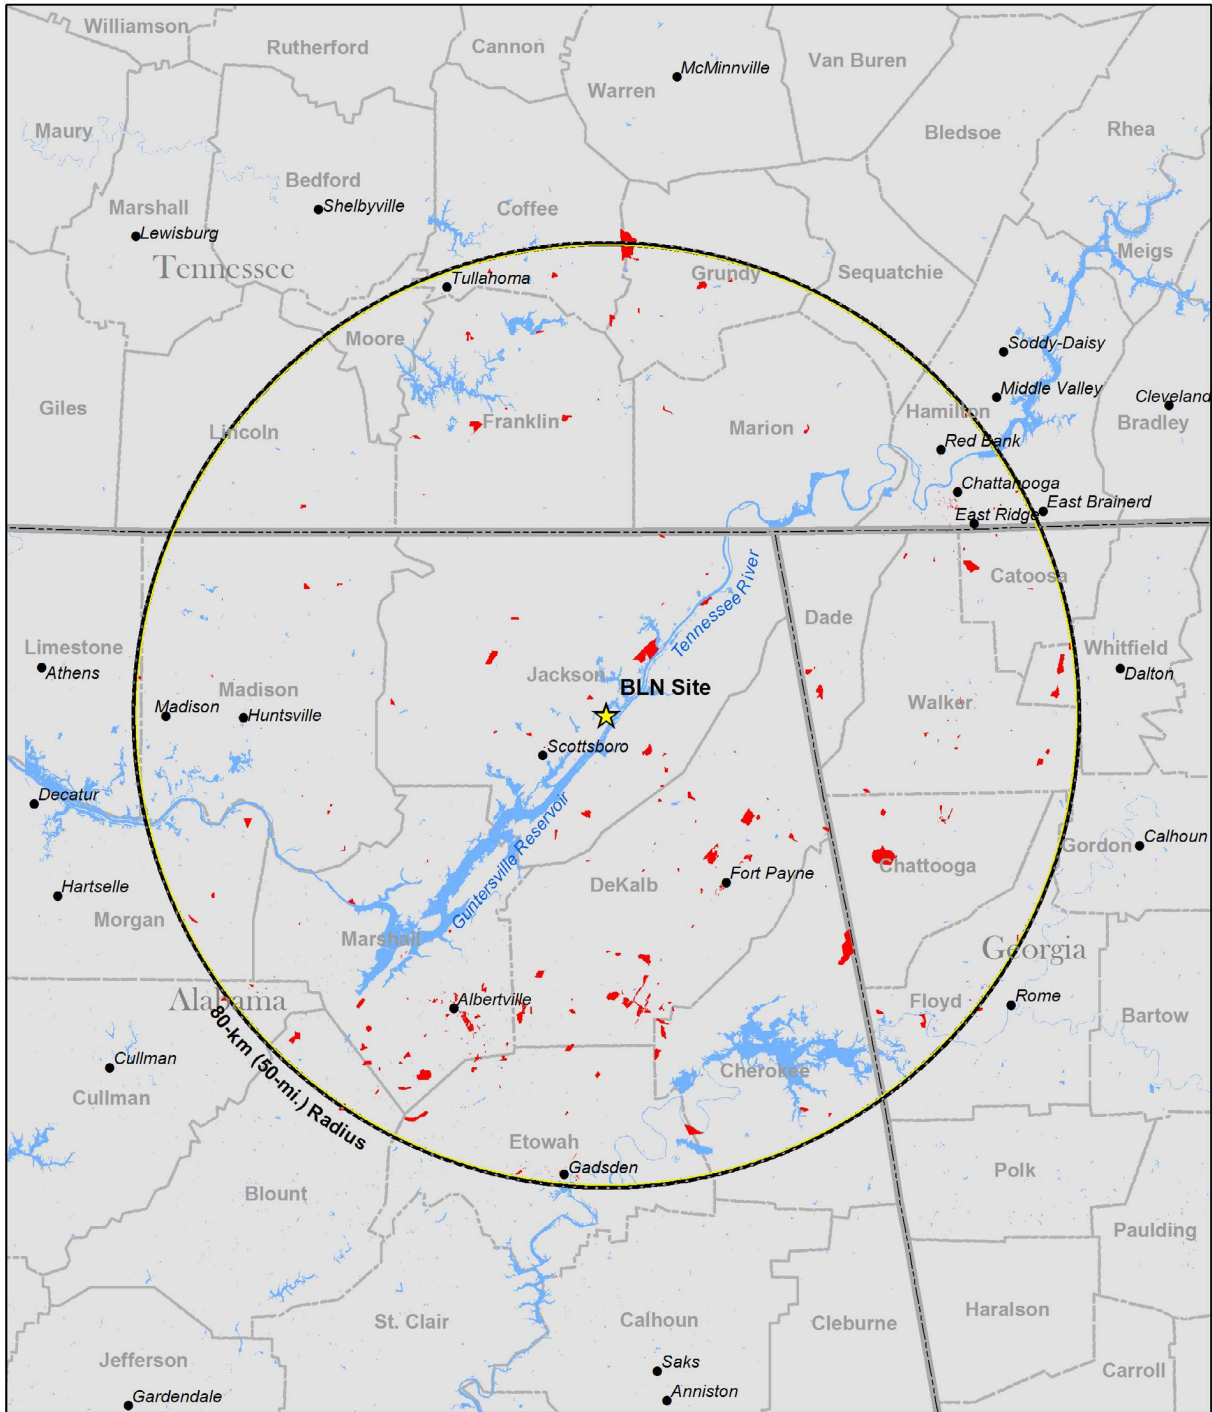 Williamson
Rutherford
Cannon
McMinnville
Van Buren
Warren
Maury
Bledsoe
Rhea
Bedford
Shelbyville
Marshall
Coffee
Lewisburg
Tennessee
Meigs
Grundy
Sequatchie
Tullahoma
Moore
Soddy-Daisy
Middle Valley
Cleveland
Giles
Hamilton
Lincoln
Franklin
Marion
Bradley
Red Bank
Chattanooga
East Ridge
East Brainerd
Tennessee River
Catoosa
Dade
Limestone
Athens
Whitfield
Dalton
Jackson
BLN Site
Madison
Walker
Madison
Huntsville
Scottsboro
Decatur
Guntersville Reservoir
Gordon
Calhoun
Chattooga
Hartselle
DeKalb
Fort Payne
Morgan
Marshall
Georgia
Alabama
Albertville
Floyd
Rome
Bartow
80-km (50-mi.) Radius
Cullman
Cullman
Cherokee
Etowah
Gadsden
Polk
Blount
Paulding
St. Clair
Calhoun
Cleburne
Haralson
Jefferson
Saks
Carroll
Gardendale
Anniston